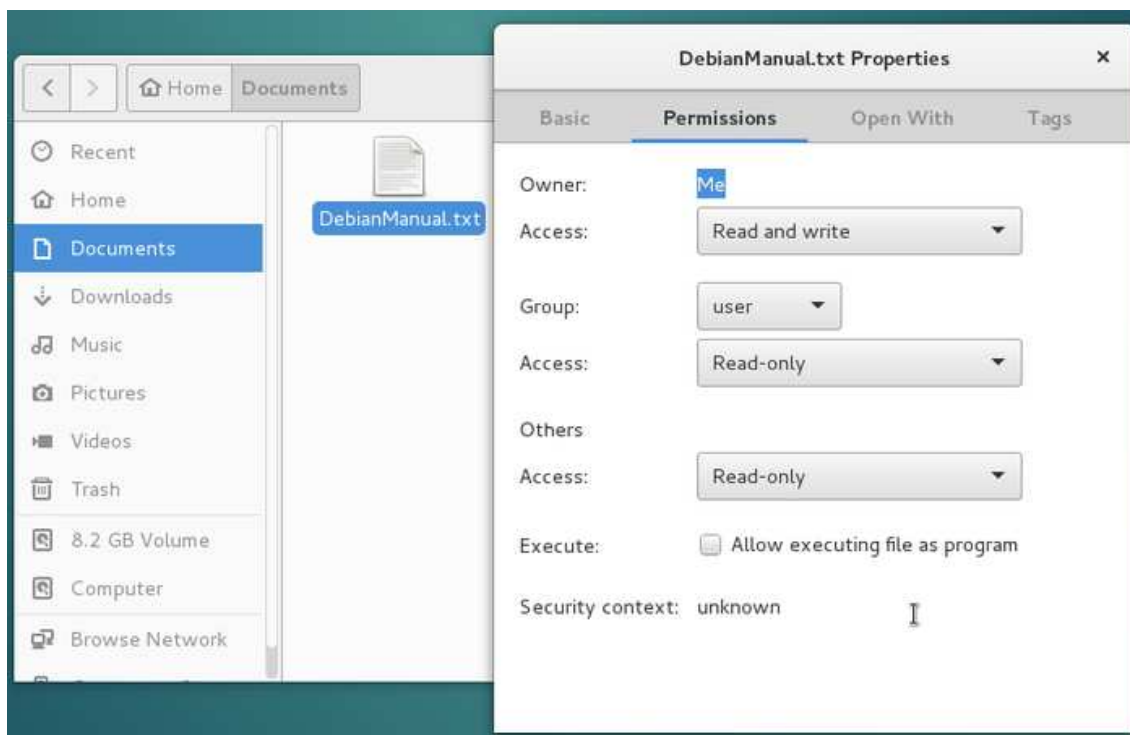 Home Documents
Recent
Home
Documents
Downloads
Music
Pictures
Videos
Trash
8.2 GB Volume
Computer
Browse Network
DebianManual.txt
DebianManual.txt Properties
Basic Permissions Open With Tags
Owner: Me
Access: Read and write
Group: user
Access: Read-only
Others
Access: Read-only
Execute: Allow executing file as program
Security context: unknown